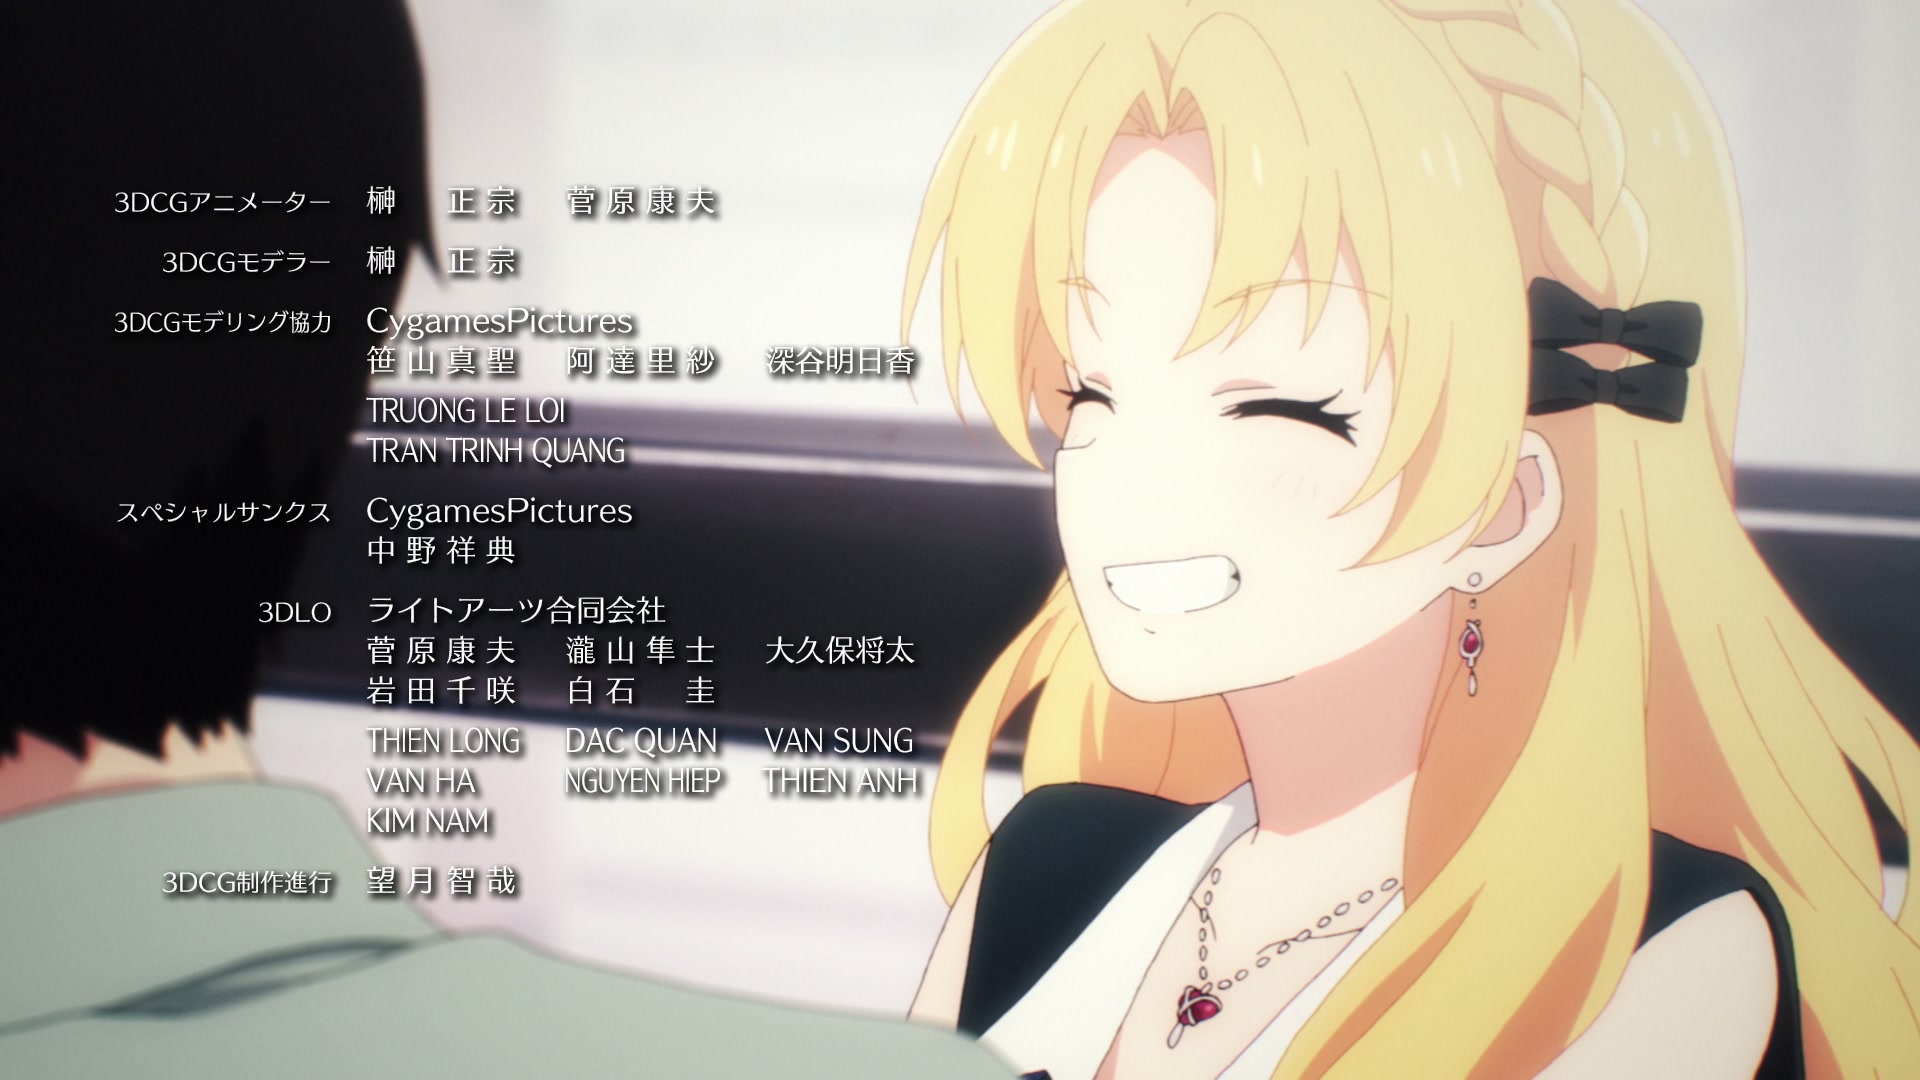 3DCGアニメーター 榊 正宗 菅原康夫
3DCGモデラー 榊 正宗
3DCGモデリング協力 CygamesPictures
笹山真聖 阿達里紗 深谷明日香
TRUONG LE LOI
TRAN TRINH QUANG
スペシャルサンクス CygamesPictures
中野祥典
3DLO ライトアーツ合同会社
菅原康夫 瀧山隼士 大久保将太
岩田千咲 白石 圭
THIEN LONG DAC QUAN VAN SUNG
VAN HA NGUYEN HIEP THIEN ANH
KIM NAM
3DCG制作進行 望月智哉